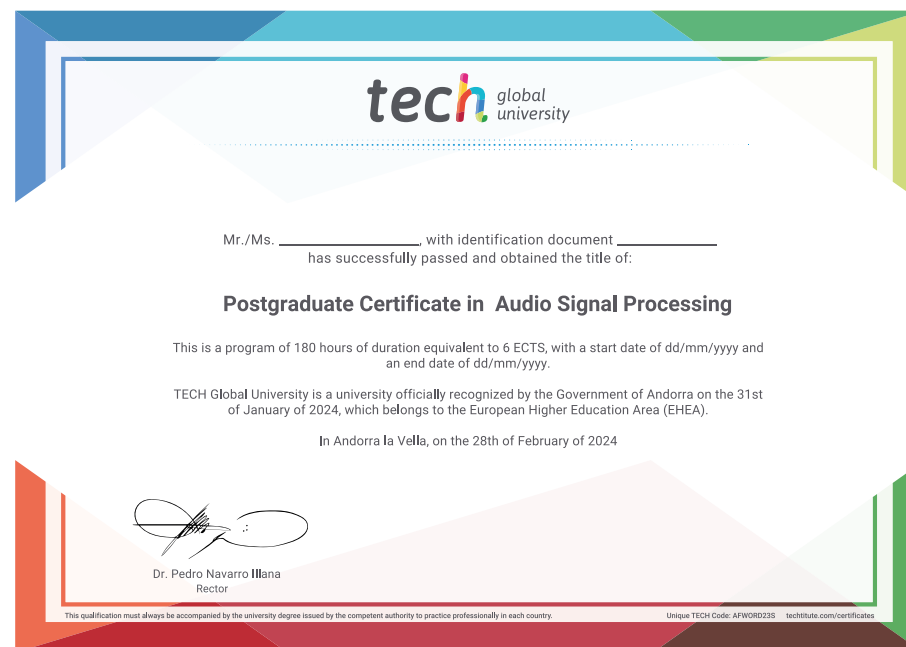 tech global university
Mr./Ms. ____________, with identification document ____________
has successfully passed and obtained the title of:
Postgraduate Certificate in Audio Signal Processing
This is a program of 180 hours of duration equivalent to 6 ECTS, with a start date of dd/mm/yyyy and
an end date of dd/mm/yyyy.
TECH Global University is a university officially recognized by the Government of Andorra on the 31st
of January of 2024, which belongs to the European Higher Education Area (EHEA).
In Andorra la Vella, on the 28th of February of 2024
Dr. Pedro Navarro Illana
Rector
This qualification must always be accompanied by the university degree issued by the competent authority to practice professionally in each country.
Unique TECH Code: AFWORD23S techtitute.com/certificates